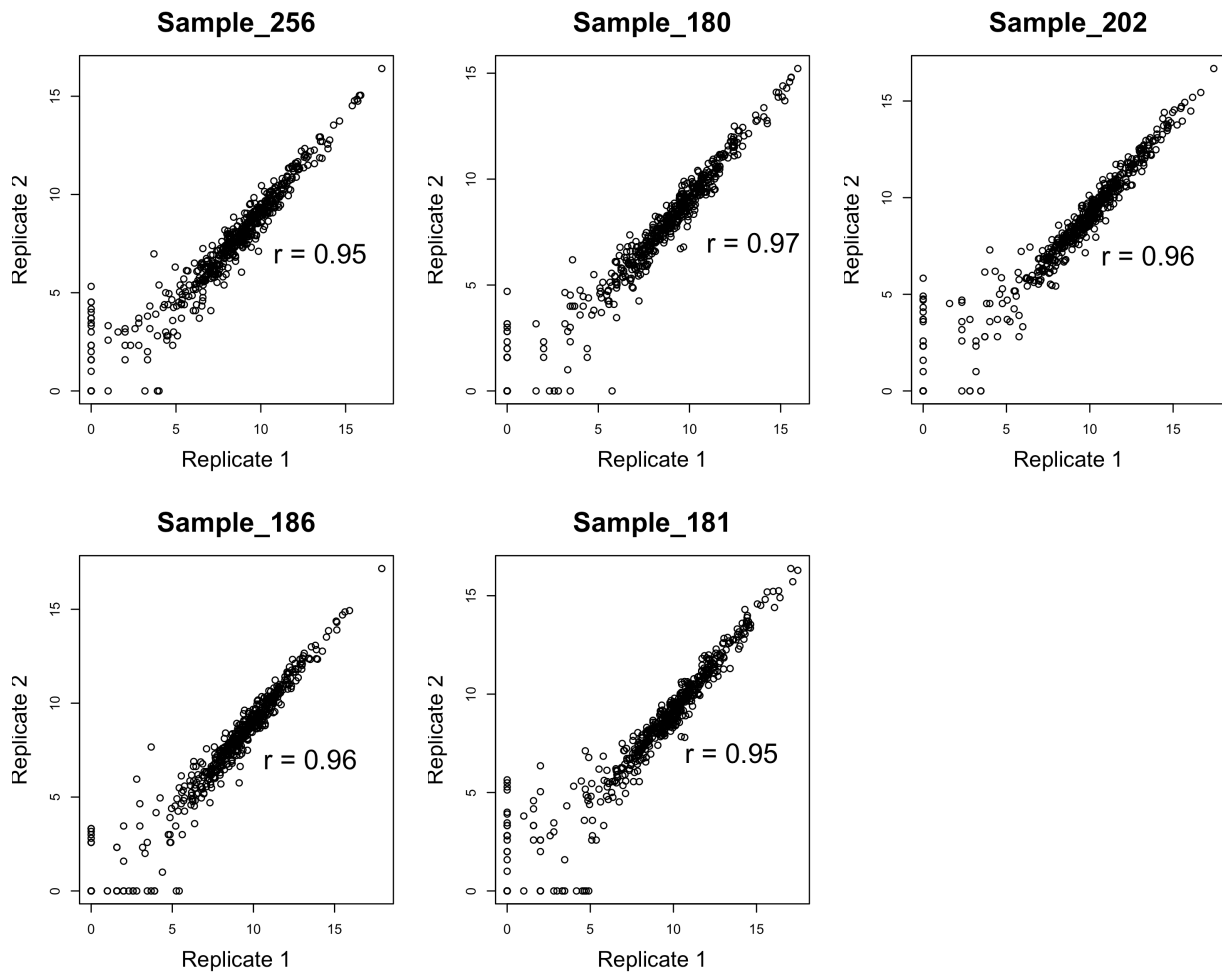 Sample_256
Sample_180
Sample_202
15
10
5
0
Replicate 2
r = 0.95
0 5 10 15
Replicate 1
15
10
5
0
Replicate 2
r = 0.97
0 5 10 15
Replicate 1
15
10
5
0
Replicate 2
r = 0.96
0 5 10 15
Replicate 1
Sample_186
Sample_181
15
10
5
0
Replicate 2
r = 0.96
0 5 10 15
Replicate 1
15
10
5
0
Replicate 2
r = 0.95
0 5 10 15
Replicate 1